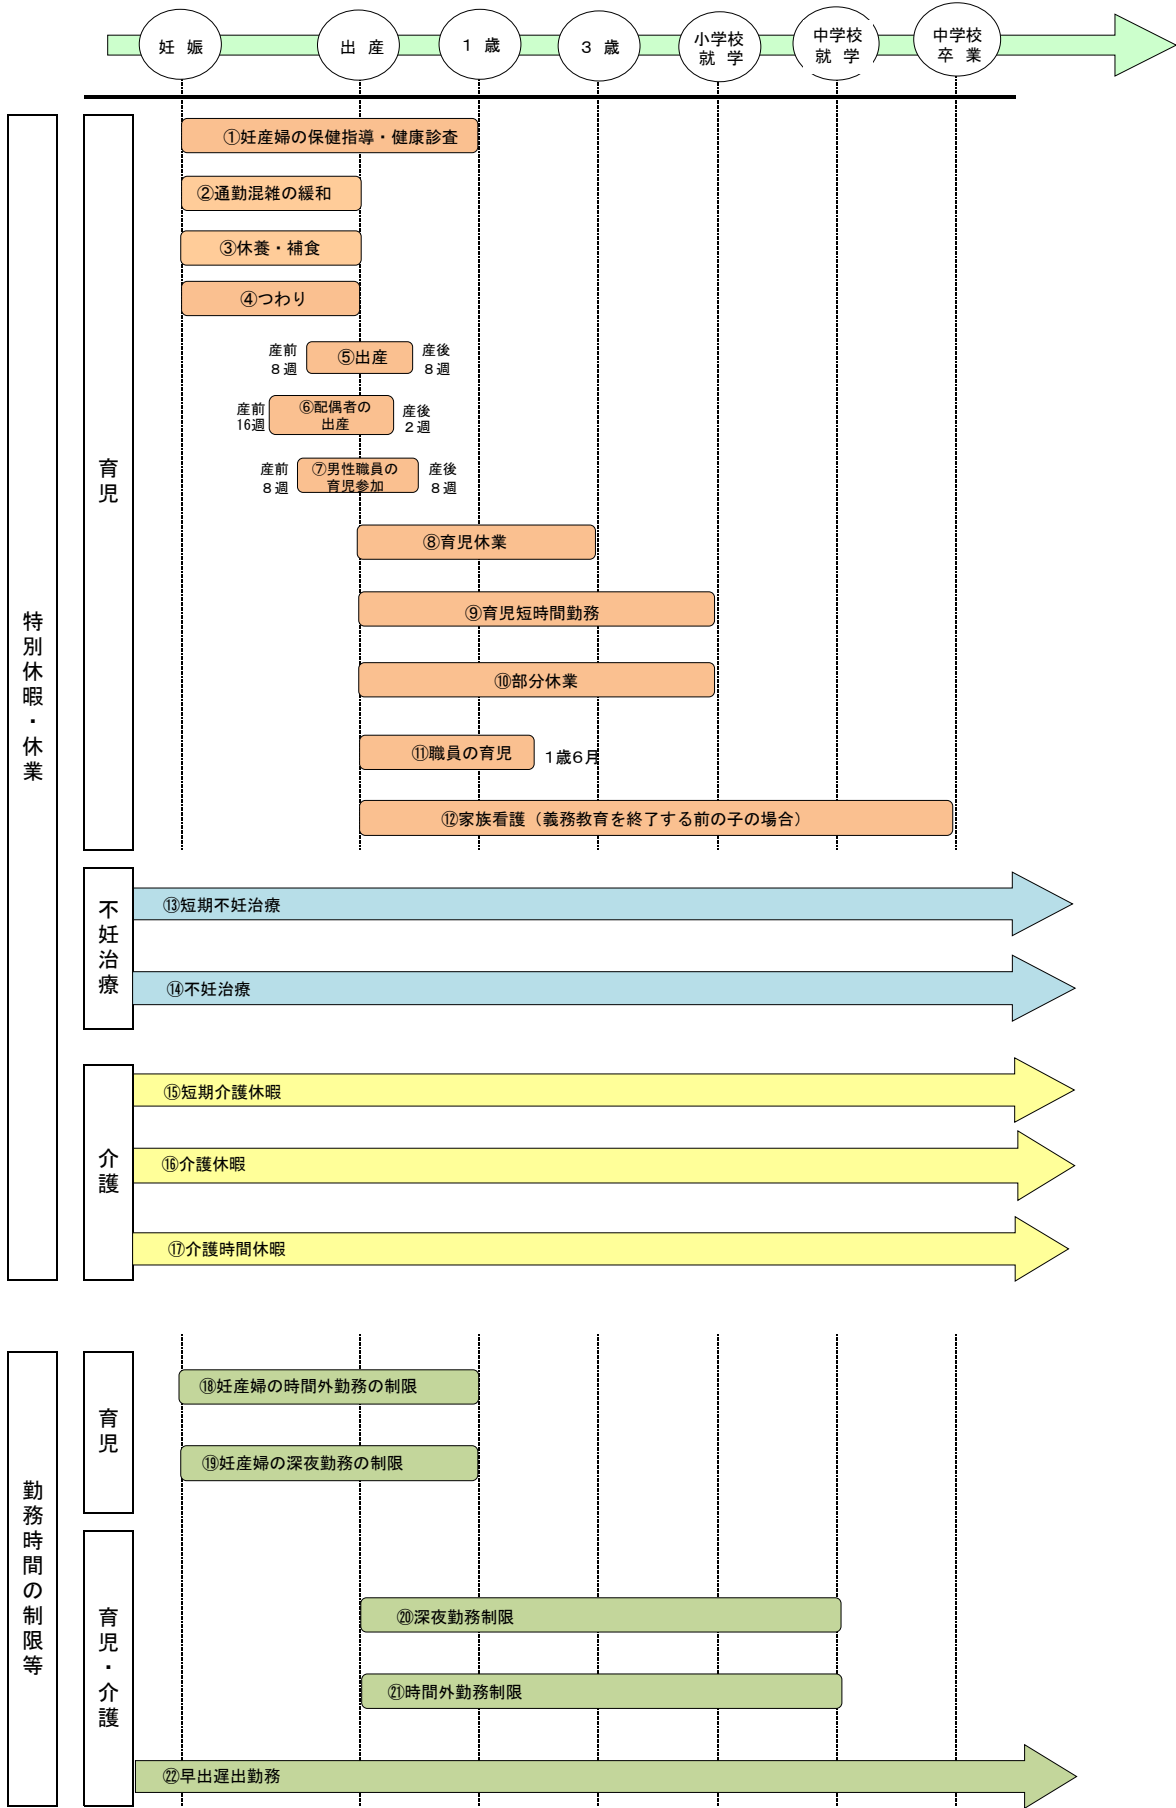 妊 娠
出 産
１ 歳
３ 歳
小学校
就 学
中学校
就 学
中学校
卒 業
特別休暇・休業
育児
①妊産婦の保健指導・健康診査
②通勤混雑の緩和
③休養・補食
④つわり
産前
８週
⑤出産
産後
８週
産前
16週
⑥配偶者の
出産
産後
２週
産前
８週
⑦男性職員の
育児参加
産後
８週
⑧育児休業
⑨育児短時間勤務
⑩部分休業
⑪職員の育児
１歳６月
⑫家族看護（義務教育を終了する前の子の場合）
不妊治療
⑬短期不妊治療
⑭不妊治療
介護
⑮短期介護休暇
⑯介護休暇
⑰介護時間休暇
勤務時間の制限等
育児
⑱妊産婦の時間外勤務の制限
⑲妊産婦の深夜勤務の制限
育児・介護
⑳深夜勤務制限
㉑時間外勤務制限
㉒早出遅出勤務